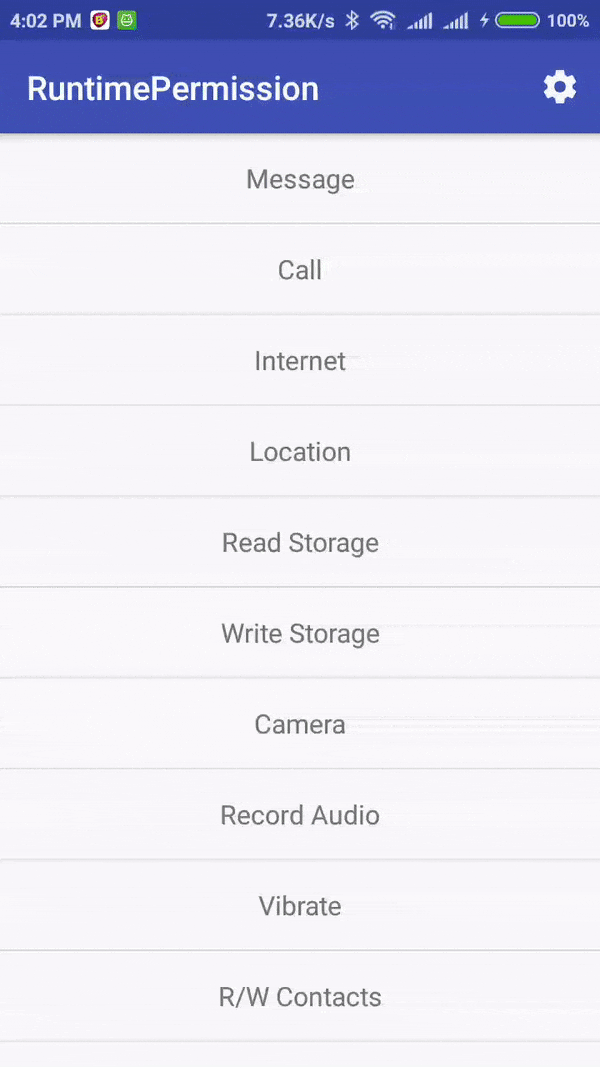 4:02 PM 7.36K/s 100%
RuntimePermission
Message
Call
Internet
Location
Read Storage
Write Storage
Camera
Record Audio
Vibrate
R/W Contacts